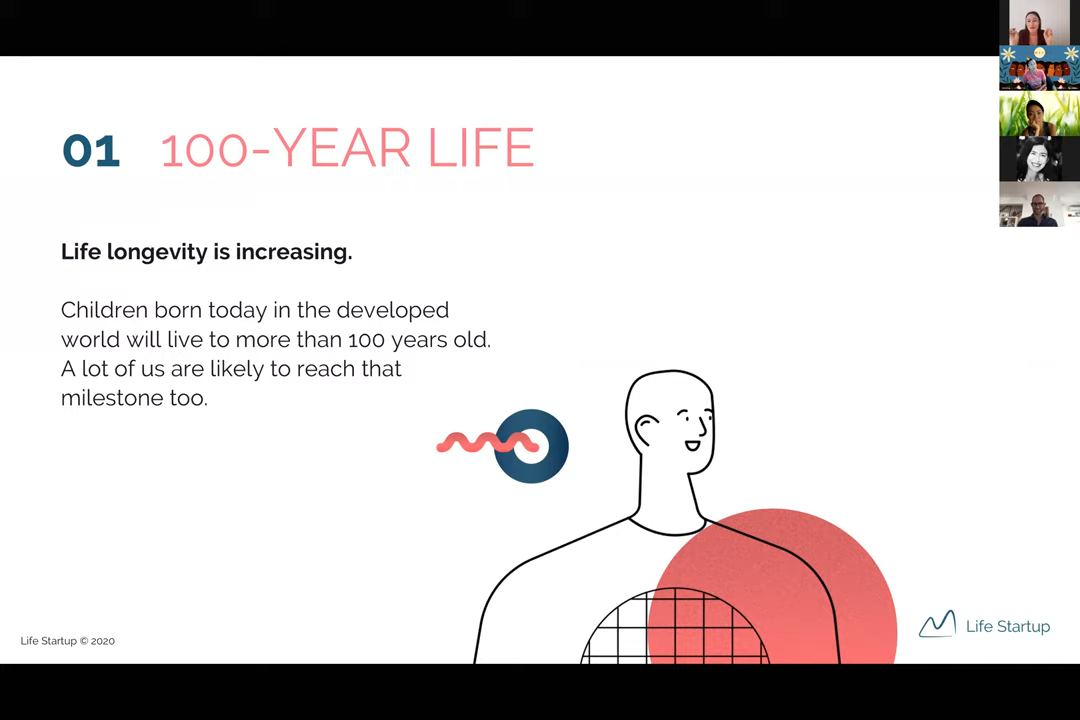 01 100-YEAR LIFE
Life longevity is increasing.
Children born today in the developed
world will live to more than 100 years old.
A lot of us are likely to reach that
milestone too.
Life Startup © 2020
Life Startup